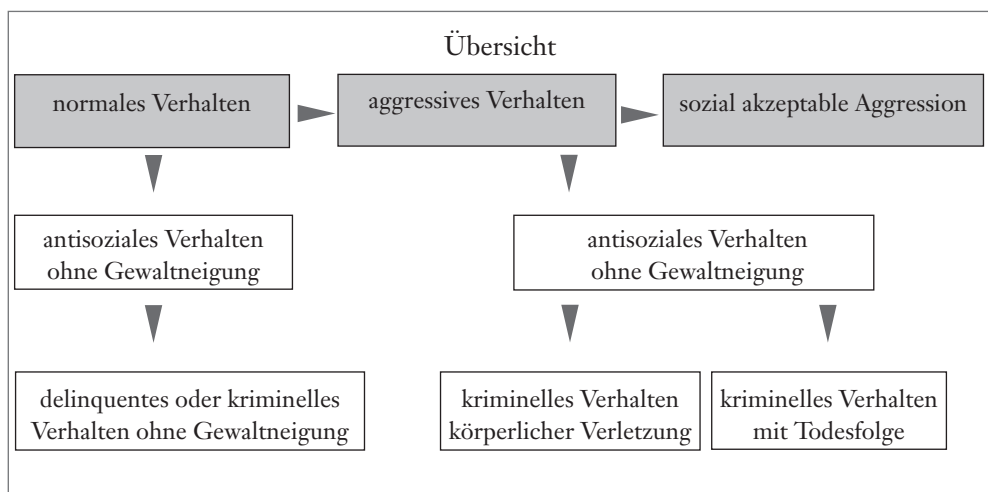 Übersicht
normales Verhalten
aggressives Verhalten
sozial akzeptable Aggression
antisoziales Verhalten
ohne Gewaltneigung
antisoziales Verhalten
ohne Gewaltneigung
delinquentes oder kriminelles
Verhalten ohne Gewaltneigung
kriminelles Verhalten
körperlicher Verletzung
kriminelles Verhalten
mit Todesfolge